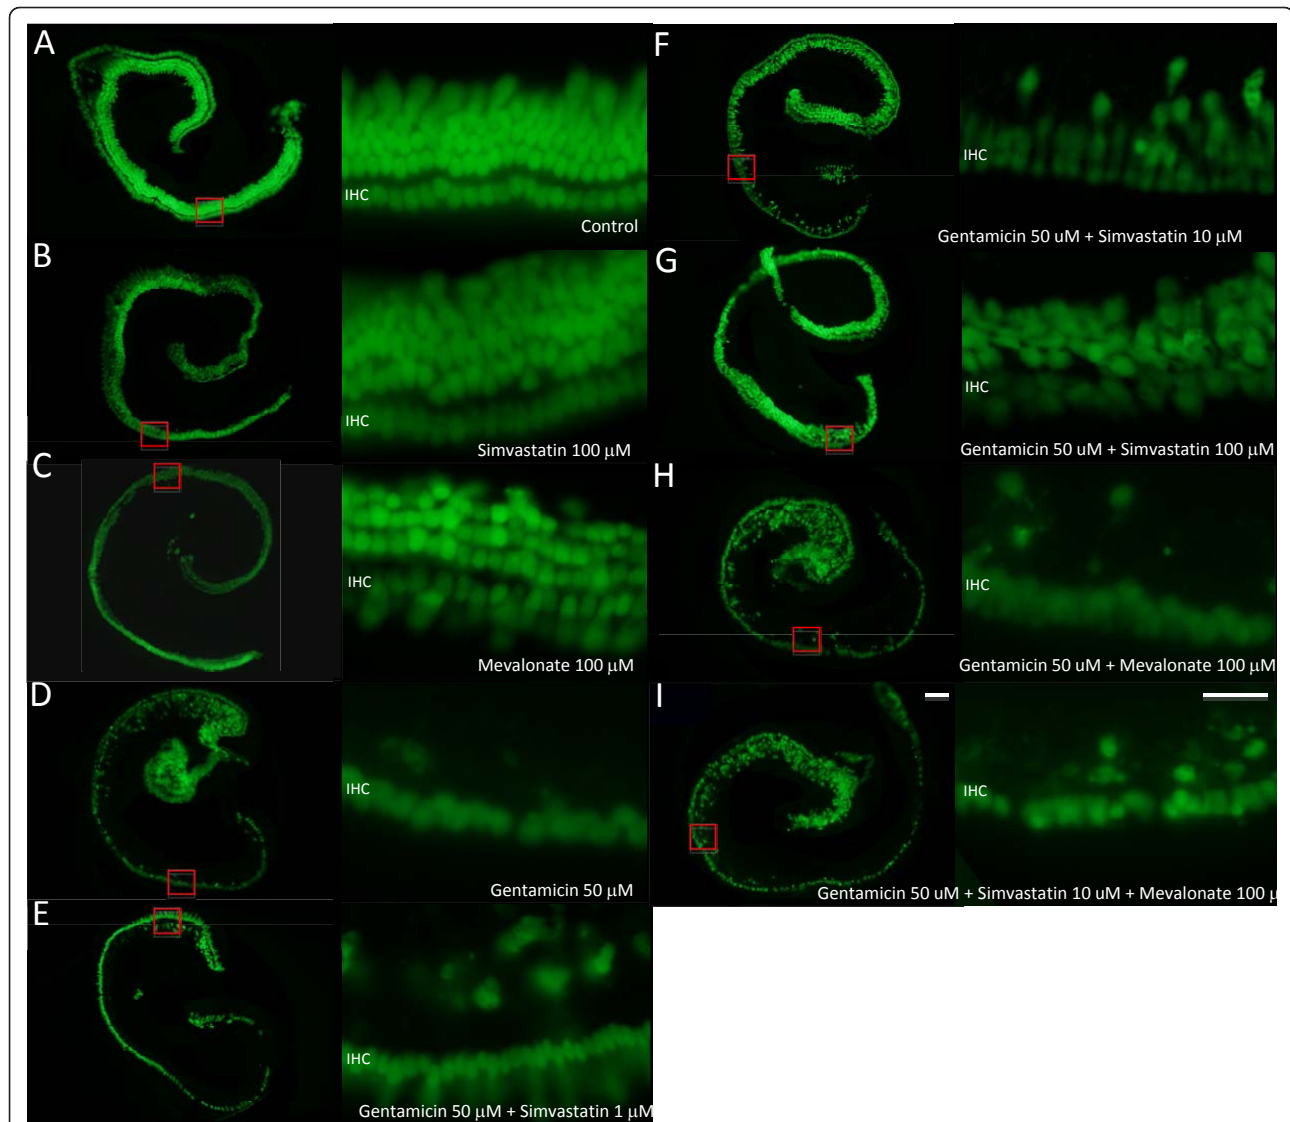 A
IHC
Control
B
IHC
Simvastatin 100 μM
C
IHC
Mevalonate 100 μM
D
IHC
Gentamicin 50 μM
E
IHC
Gentamicin 50 μM + Simvastatin 1 μM
F
IHC
Gentamicin 50 uM + Simvastatin 10 μM
G
IHC
Gentamicin 50 uM + Simvastatin 100 μM
H
IHC
Gentamicin 50 uM + Mevalonate 100 μM
I
IHC
Gentamicin 50 uM + Simvastatin 10 uM + Mevalonate 100 μ